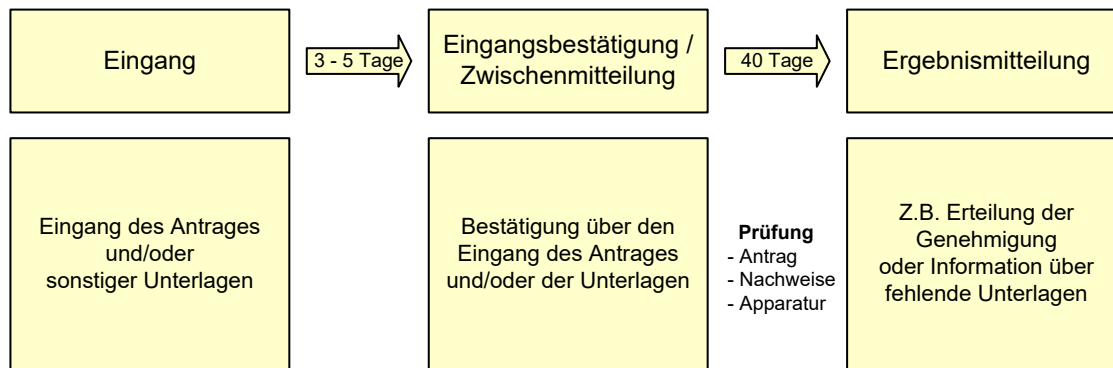 Eingang
3 - 5 Tage
Eingangsbestätigung /
Zwischenmitteilung
40 Tage
Ergebnismitteilung
Eingang des Antrages
und/oder
sonstiger Unterlagen
Bestätigung über den
Eingang des Antrages
und/oder der Unterlagen
Prüfung
- Antrag
- Nachweise
- Apparatur
Z.B. Erteilung der
Genehmigung
oder Information über
fehlende Unterlagen